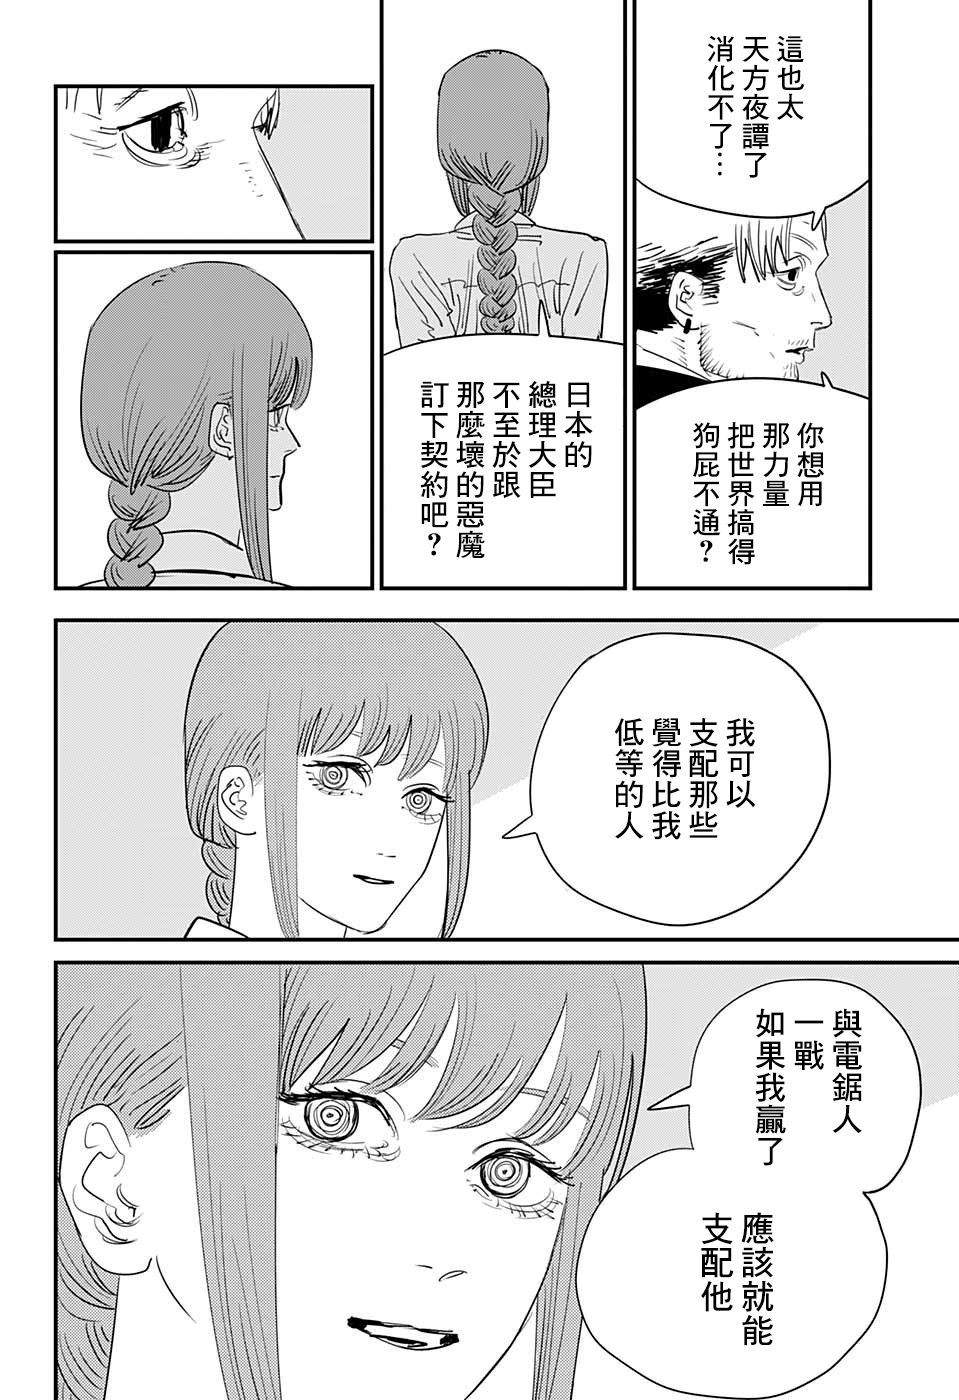 這也太
天方夜譚了
消化不了…
你想用
那力量
把世界搞得
狗屁不通？
日本的
總理大臣
不至於跟
那麼壞的惡魔
訂下契約吧？
我可以
支配那些
覺得比我
低等的人
與電鋸人
一戰
如果我贏了
應該就能
支配他